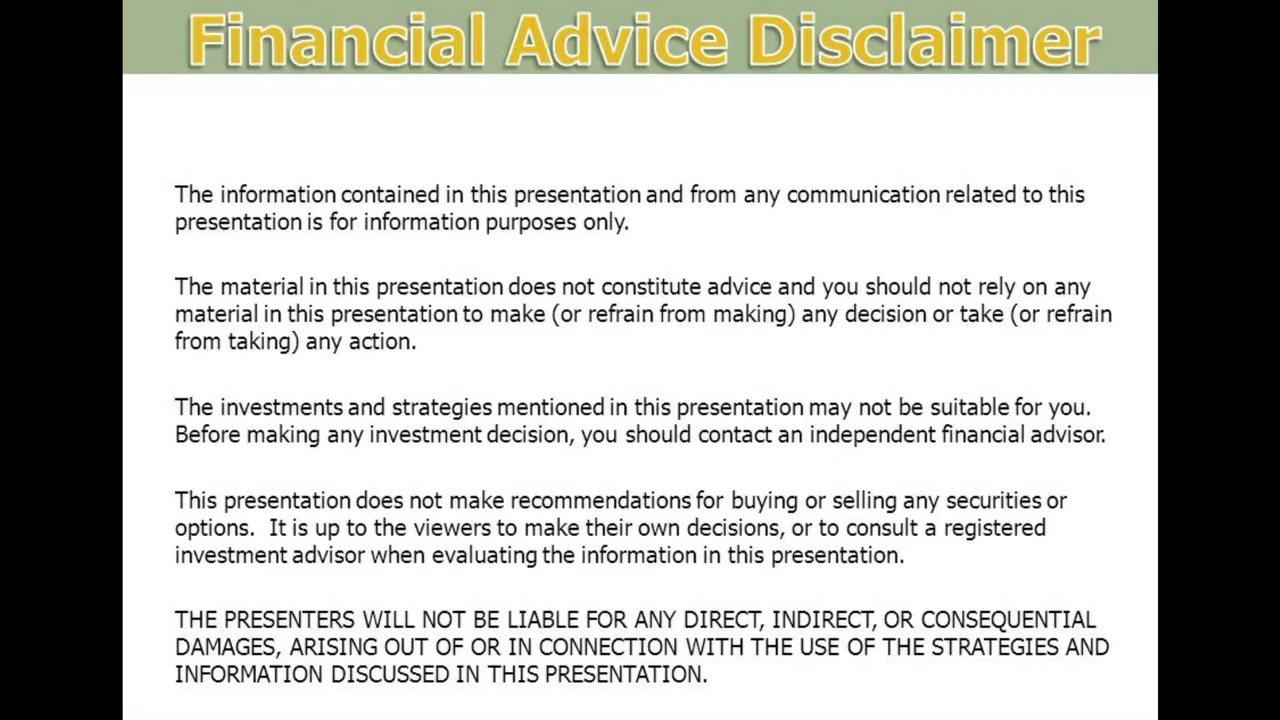 Financial Advice Disclaimer
The information contained in this presentation and from any communication related to this
presentation is for information purposes only.
The material in this presentation does not constitute advice and you should not rely on any
material in this presentation to make (or refrain from making) any decision or take (or refrain
from taking) any action.
The investments and strategies mentioned in this presentation may not be suitable for you.
Before making any investment decision, you should contact an independent financial advisor.
This presentation does not make recommendations for buying or selling any securities or
options.  It is up to the viewers to make their own decisions, or to consult a registered
investment advisor when evaluating the information in this presentation.
THE PRESENTERS WILL NOT BE LIABLE FOR ANY DIRECT, INDIRECT, OR CONSEQUENTIAL
DAMAGES, ARISING OUT OF OR IN CONNECTION WITH THE USE OF THE STRATEGIES AND
INFORMATION DISCUSSED IN THIS PRESENTATION.